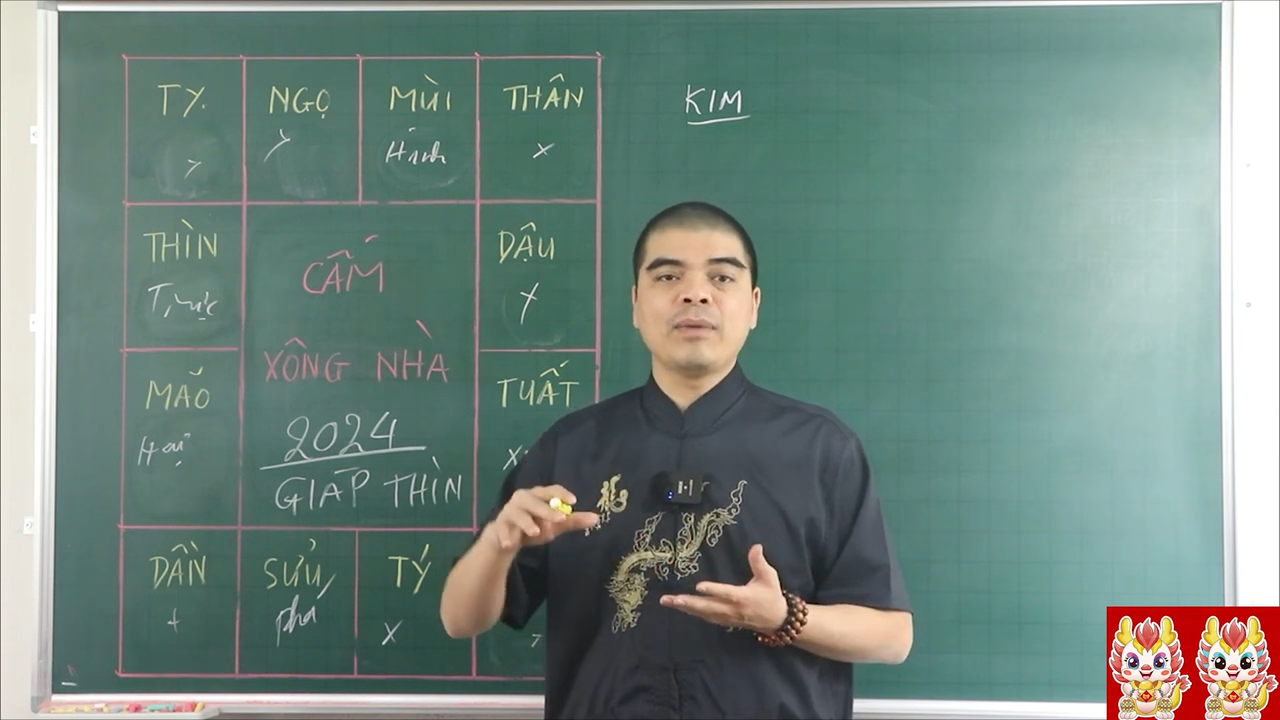 TỴ.
NGỌ
MÙI
THÂN
KIM
Hình
x
THÌN
CẤM
DẬU
Trực
XÔNG NHÀ
MÃO
TUẤT
Hại
2024
x
GIÁP THÌN
DẦN
SỬU
TÝ
+
phá
x